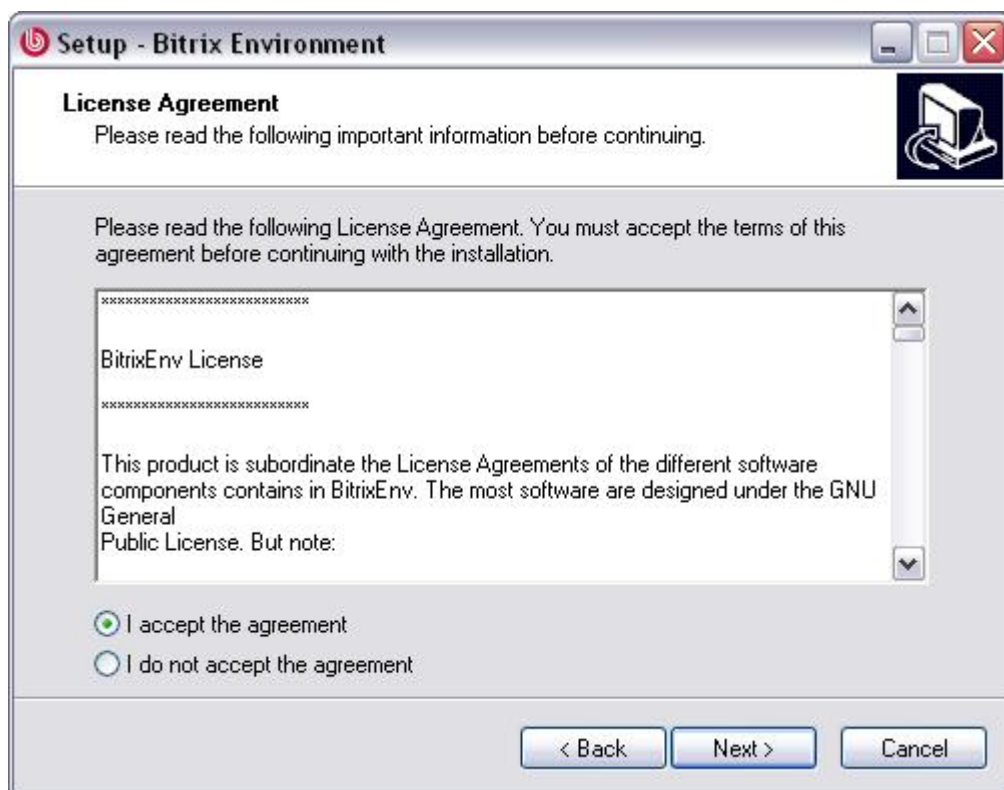 Setup - Bitrix Environment
License Agreement
Please read the following important information before continuing.
Please read the following License Agreement. You must accept the terms of this
agreement before continuing with the installation.
**************************
BitrixEnv License
**************************
This product is subordinate the License Agreements of the different software
components contains in BitrixEnv. The most software are designed under the GNU
General
Public License. But note:
I accept the agreement
I do not accept the agreement
< Back
Next >
Cancel